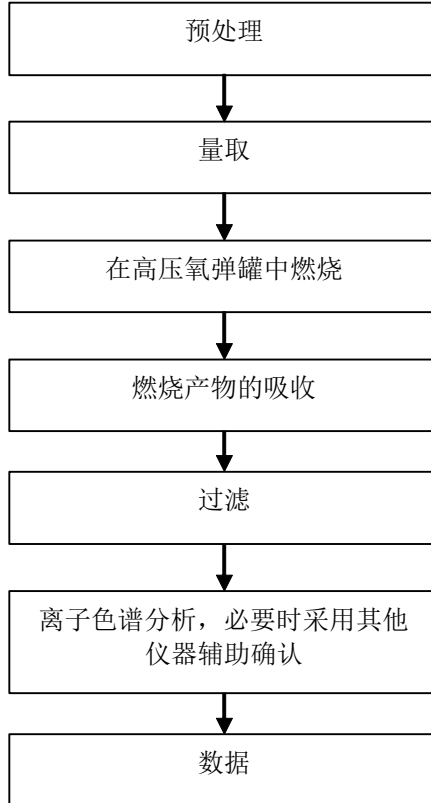 预处理
量取
在高压氧弹罐中燃烧
燃烧产物的吸收
过滤
离子色谱分析，必要时采用其他
仪器辅助确认
数据